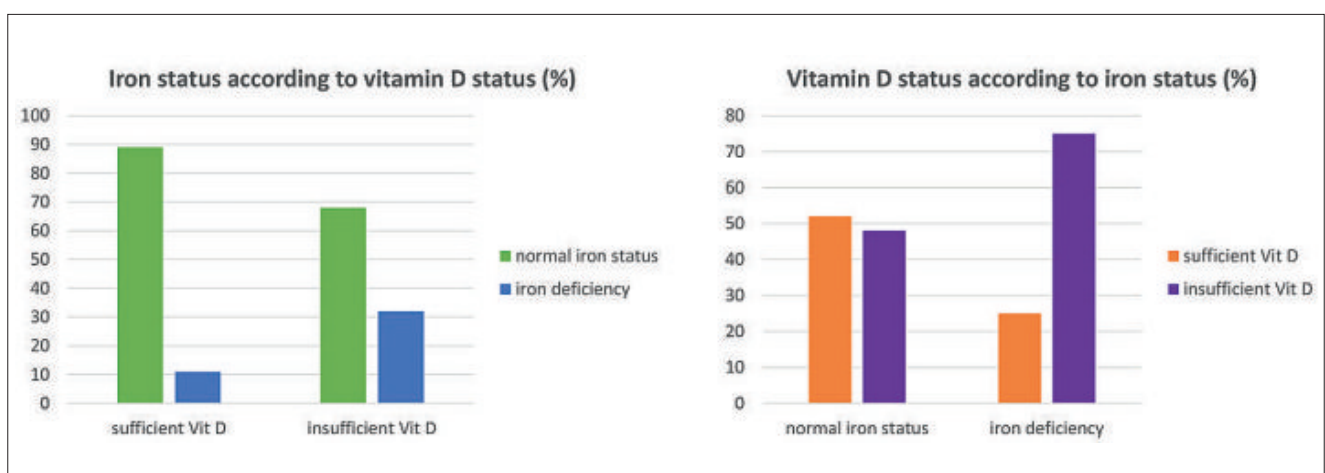 Iron status according to vitamin D status (%)
100
90
80
70
60
50
40
30
20
10
0
sufficient Vit D
insufficient Vit D
normal iron status
iron deficiency
Vitamin D status according to iron status (%)
80
70
60
50
40
30
20
10
0
normal iron status
iron deficiency
sufficient Vit D
insufficient Vit D